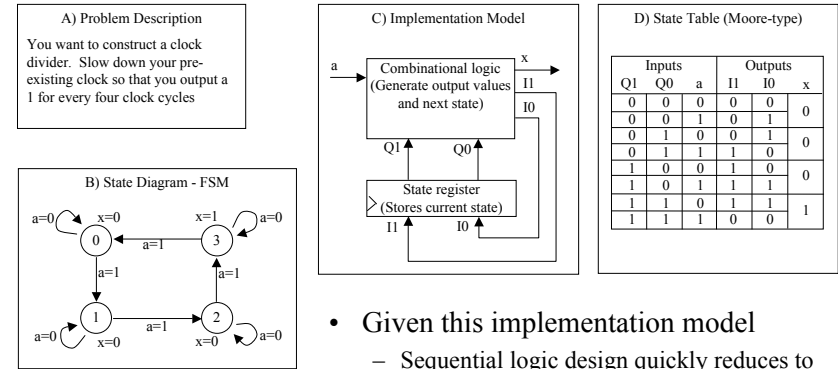 A) Problem Description
You want to construct a clock
divider. Slow down your pre-
existing clock so that you output a
1 for every four clock cycles
B) State Diagram - FSM
a=0 x=0 x=1 a=0
0 3
a=1
a=1 a=1
1 2
a=1
a=0 x=0 x=0 a=0
C) Implementation Model
a Combinational logic x
(Generate output values I1
and next state) I0
Q1 Q0
State register
(Stores current state)
I1 I0
D) State Table (Moore-type)
Inputs Outputs
Q1 Q0 a I1 I0 x
0 0 0 0 0 0
0 0 1 0 1
0 1 0 0 1 0
0 1 1 1 0
1 0 0 1 0 0
1 0 1 1 1
1 1 0 1 1 1
1 1 1 0 0
• Given this implementation model
– Sequential logic design quickly reduces to